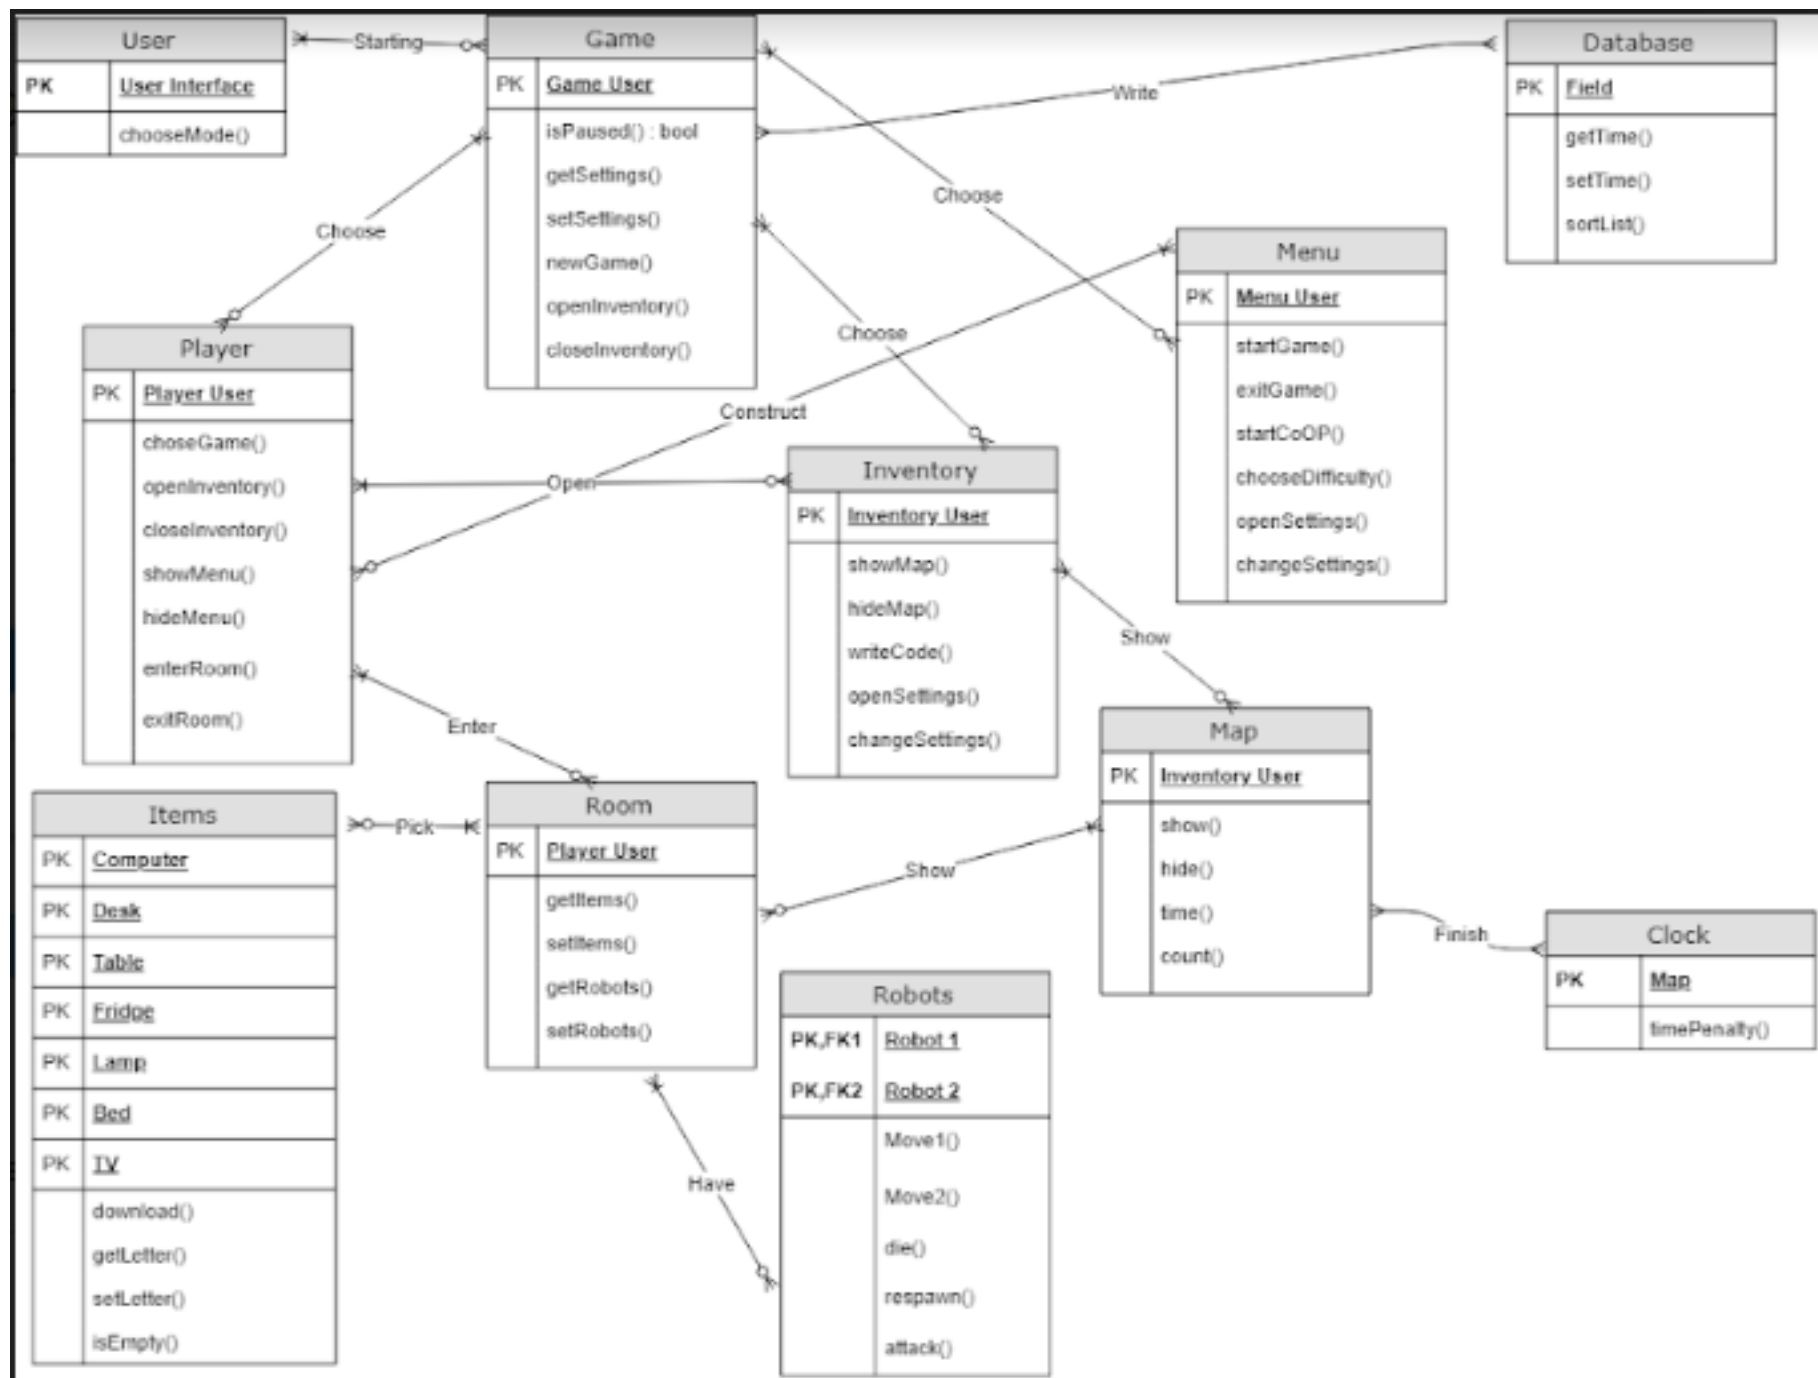 User
PK User Interface
chooseMode()
Starting
Game
PK Game User
isPaused() : bool
getSettings()
setSettings()
newGame()
openInventory()
closeInventory()
Write
Database
PK Field
getTime()
setTime()
sortList()
Choose
Choose
Choose
Construct
Menu
PK Menu User
startGame()
exitGame()
startCoOP()
chooseDifficulty()
openSettings()
changeSettings()
Player
PK Player User
choseGame()
openInventory()
closeInventory()
showMenu()
hideMenu()
enterRoom()
exitRoom()
Open
Inventory
PK Inventory User
showMap()
hideMap()
writeCode()
openSettings()
changeSettings()
Show
Enter
Map
PK Inventory User
show()
hide()
time()
count()
Items
PK Computer
PK Desk
PK Table
PK Fridge
PK Lamp
PK Bed
PK TV
download()
getLetter()
setLetter()
isEmpty()
Pick
Room
PK Player User
getItems()
setItems()
getRobots()
setRobots()
Show
Finish
Clock
PK Map
timePenalty()
Have
Robots
PK,FK1 Robot 1
PK,FK2 Robot 2
Move1()
Move2()
die()
respawn()
attack()